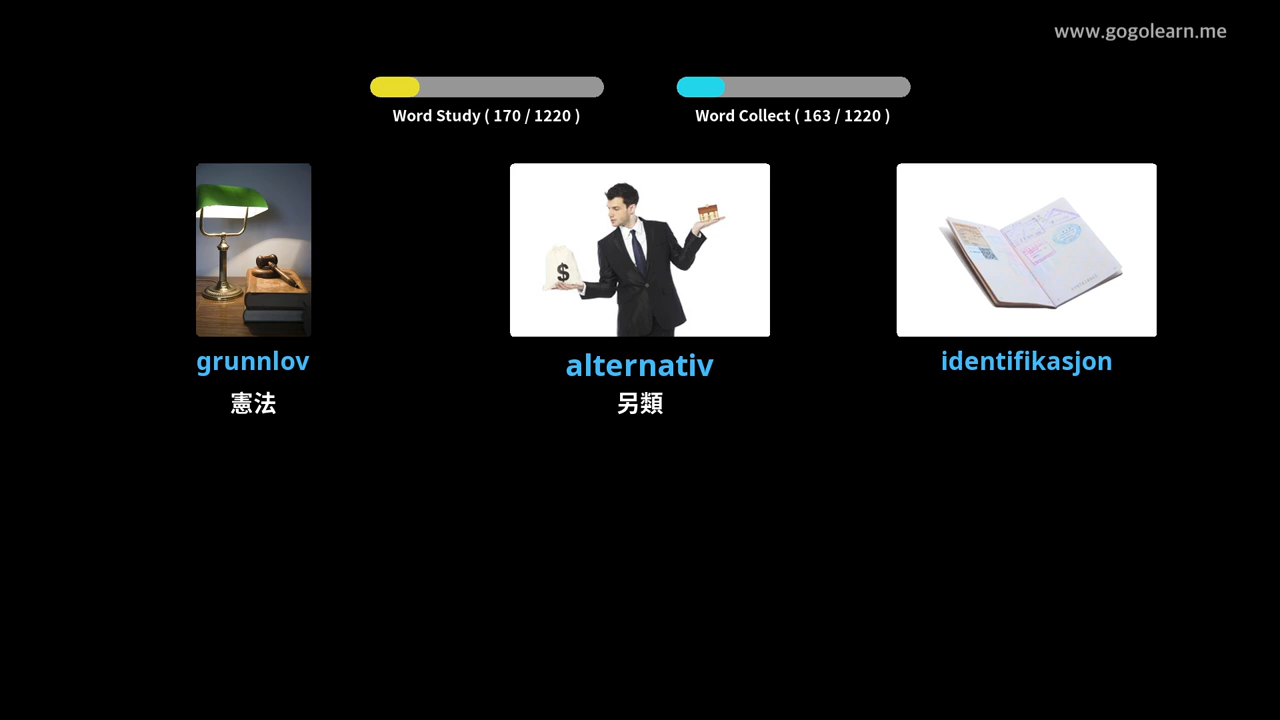 www.gogolearn.me
Word Study ( 170 / 1220 )
Word Collect ( 163 / 1220 )
$
grunnlov
alternativ
identifikasjon
憲法
另類